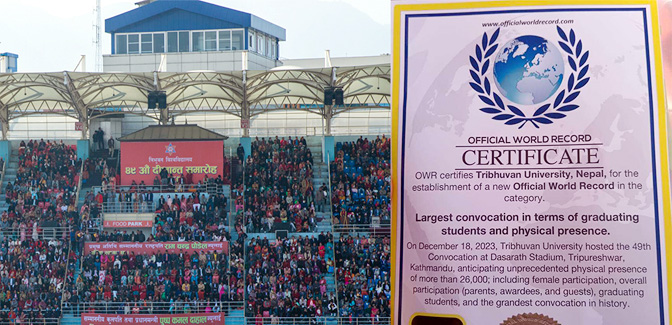 त्रिभुवन विश्वविद्यालय
४९ औं दीक्षान्त समारोह
FOOD PARK
www.officialworldrecord.com
OFFICIAL WORLD RECORD
CERTIFICATE
OWR certifies Tribhuvan University, Nepal, for the
establishment of a new Official World Record in the
category.
Largest convocation in terms of graduating
students and physical presence.
On December 18, 2023, Tribhuvan University hosted the 49th
Convocation at Dasarath Stadium, Tripureshwar,
Kathmandu, anticipating unprecedented physical presence
of more than 26,000; including female participation, overall
participation (parents, awardees, and guests), graduating
students, and the grandest convocation in history.